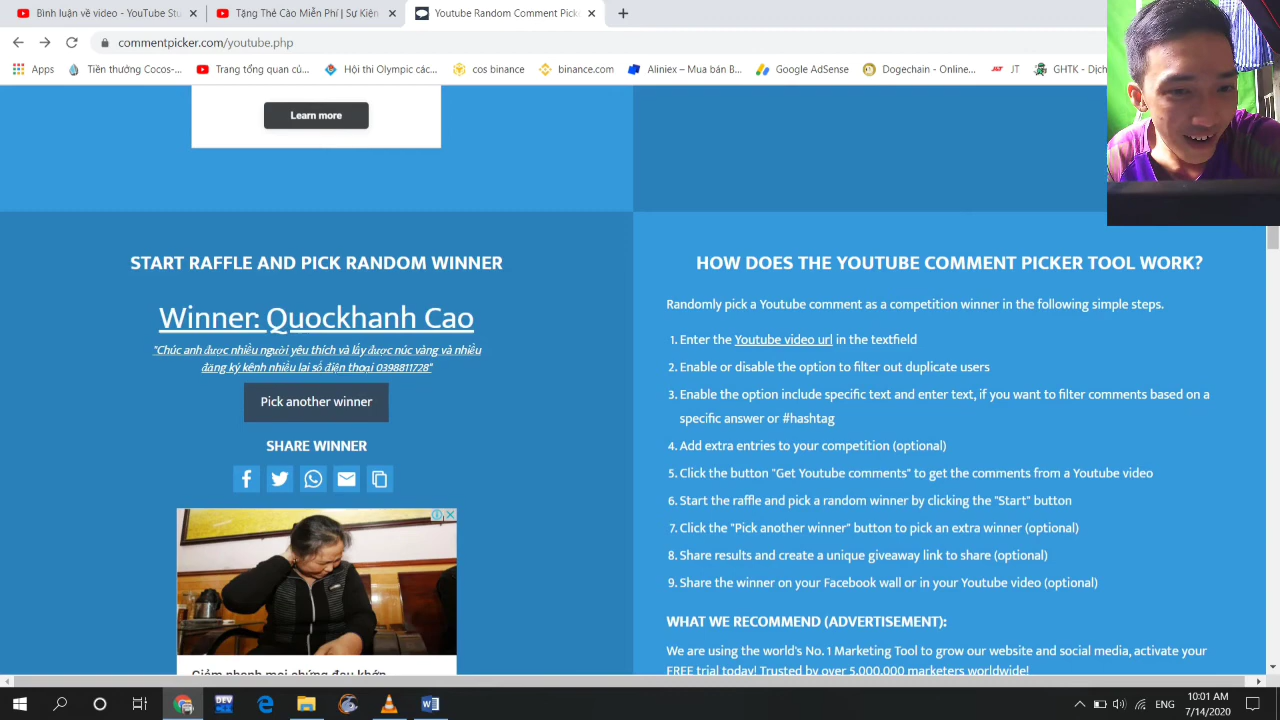 Bình luận về video - YouTube Stu
Tặng Thẻ Cào Miễn Phí | Sự Kiện
Youtube Random Comment Pick
commentpicker.com/youtube.php
Apps
Tiền thưởng Cocos-...
Trang tổng quan củ...
Hội thi Olympic các...
cos binance
binance.com
Aliniex – Mua bán B...
Google AdSense
Dogechain - Online...
JT
GHTK - Dịch
Learn more
START RAFFLE AND PICK RANDOM WINNER
Winner: Quockhanh Cao
"Chúc anh được nhiều người yêu thích và lấy được núc vàng và nhiều
đăng ký kênh nhiều lai số điện thoại 0398811728"
Pick another winner
SHARE WINNER
HOW DOES THE YOUTUBE COMMENT PICKER TOOL WORK?
Randomly pick a Youtube comment as a competition winner in the following simple steps.
1. Enter the Youtube video url in the textfield
2. Enable or disable the option to filter out duplicate users
3. Enable the option include specific text and enter text, if you want to filter comments based on a
specific answer or #hashtag
4. Add extra entries to your competition (optional)
5. Click the button "Get Youtube comments" to get the comments from a Youtube video
6. Start the raffle and pick a random winner by clicking the "Start" button
7. Click the "Pick another winner" button to pick an extra winner (optional)
8. Share results and create a unique giveaway link to share (optional)
9. Share the winner on your Facebook wall or in your Youtube video (optional)
WHAT WE RECOMMEND (ADVERTISEMENT):
We are using the world's No. 1 Marketing Tool to grow our website and social media, activate your
FREE trial today! Trusted by over 5.000.000 marketers worldwide!
Giảm nhanh mọi chứng đau khớp
DEV
ENG
10:01 AM
7/14/2020